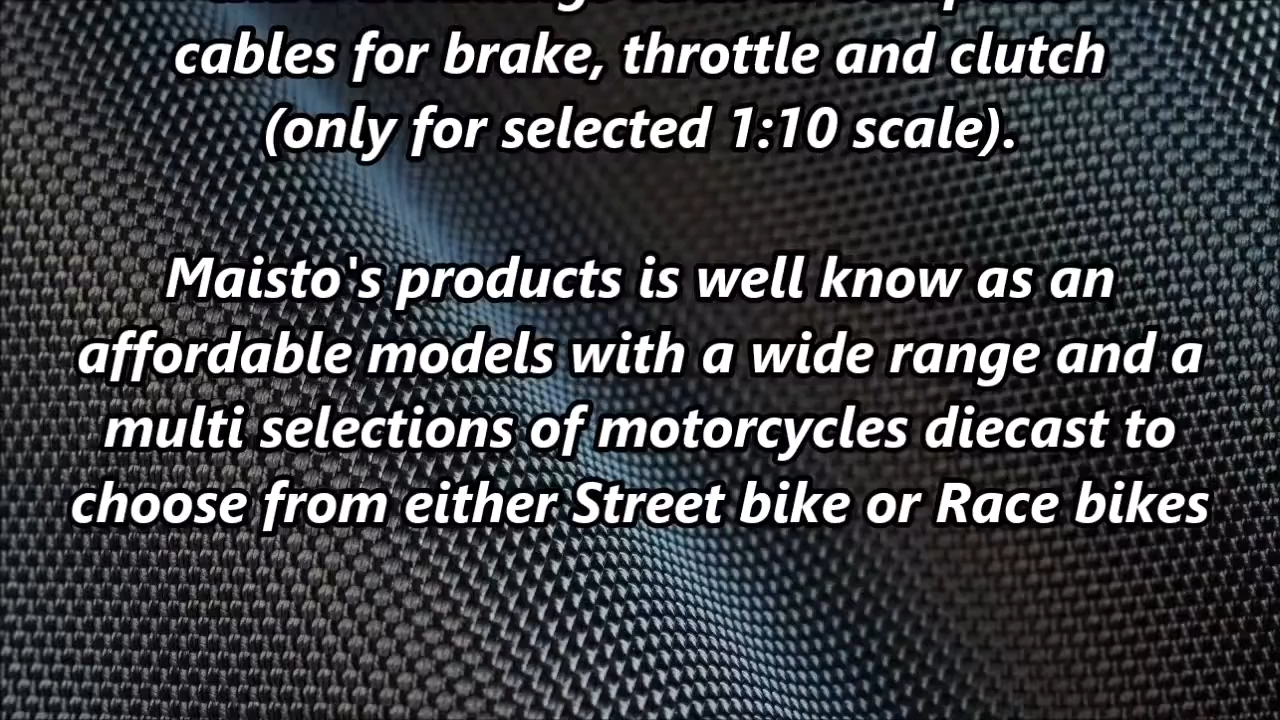 cables for brake, throttle and clutch
(only for selected 1:10 scale).
Maisto's products is well know as an
affordable models with a wide range and a
multi selections of motorcycles diecast to
choose from either Street bike or Race bikes